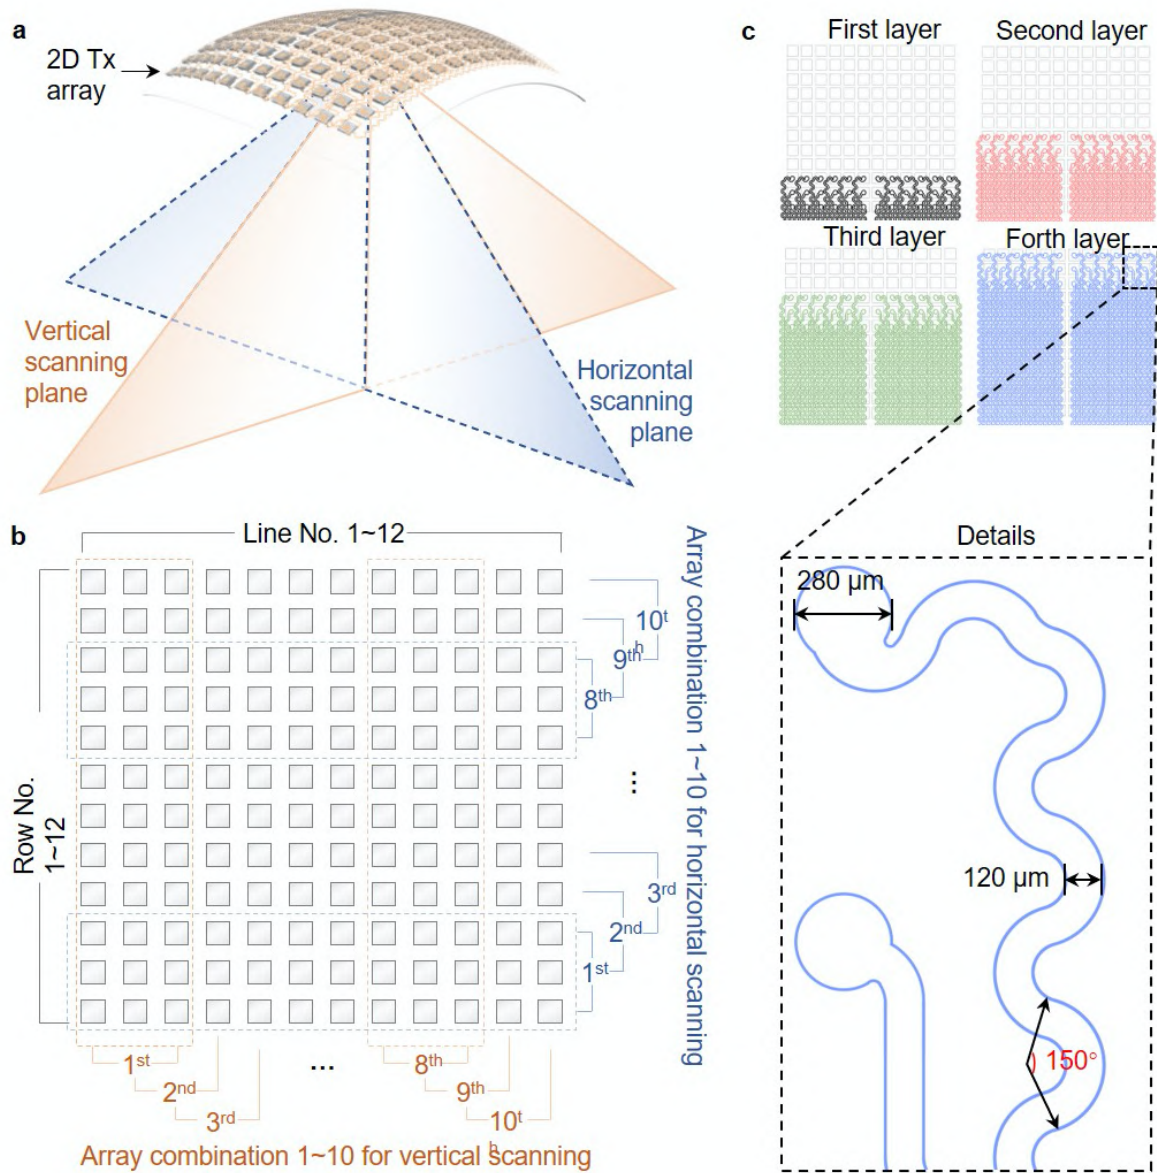 a
2D Tx
array
Vertical
scanning
plane
Horizontal
scanning
plane
b
Line No. 1~12
Row No.
1~12
10t
9thh
8th
...
3rd
2nd
1st
Array combination 1~10 for horizontal scanning
1st
2nd
3rd
...
8th
9th
10t
h
Array combination 1~10 for vertical scanning
c
First layer
Second layer
Third layer
Forth layer
Details
280 µm
120 µm
150°